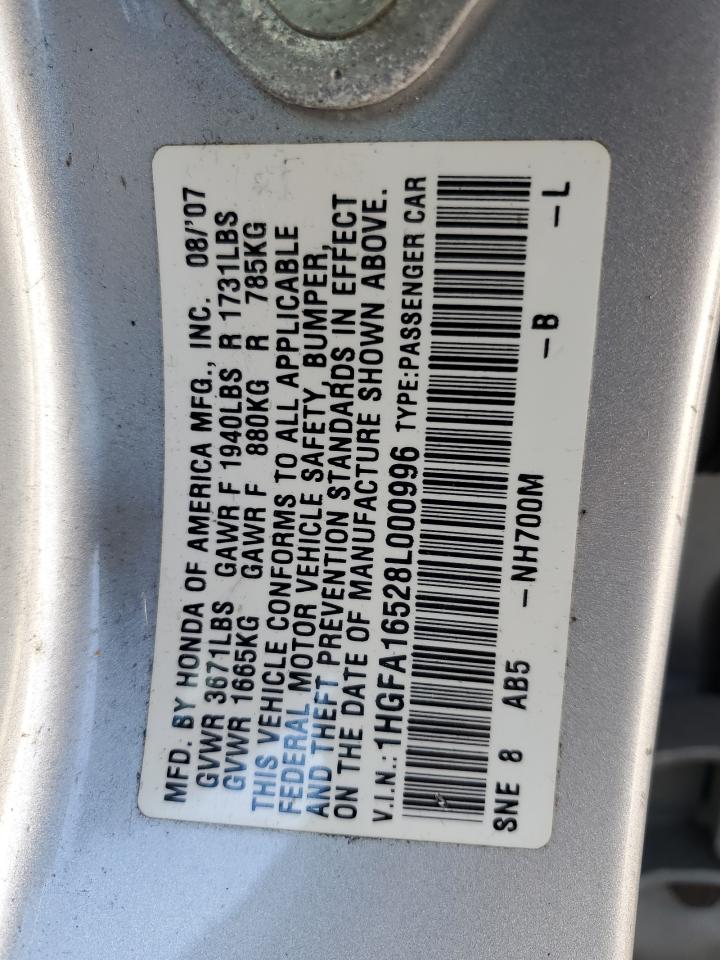 MFD. BY HONDA OF AMERICA MFG., INC. 08/'07
GVWR 3671LBS GAWR F 1940LBS R 1731LBS
GVWR 1665KG GAWR F 880KG R 785KG
THIS VEHICLE CONFORMS TO ALL APPLICABLE
FEDERAL MOTOR VEHICLE SAFETY, BUMPER,
AND THEFT PREVENTION STANDARDS IN EFFECT
ON THE DATE OF MANUFACTURE SHOWN ABOVE.
V.I.N.:1HGFA16528L000996 TYPE:PASSENGER CAR
SNE 8 AB5 -NH700M -B -L